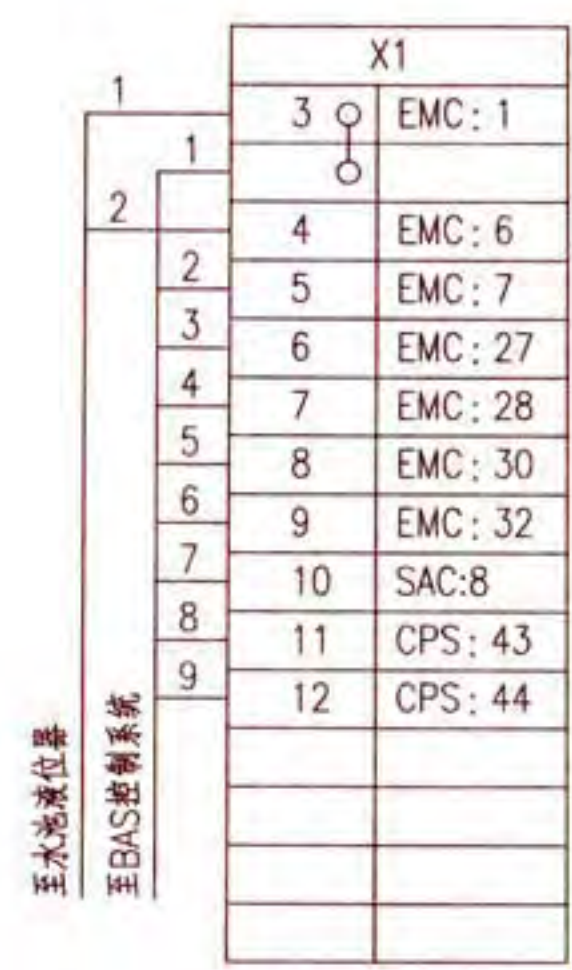 X1
1
3 EMC: 1
1
2
4 EMC: 6
2
5 EMC: 7
3
6 EMC: 27
4
7 EMC: 28
5
8 EMC: 30
6
9 EMC: 32
7
10 SAC:8
8
11 CPS: 43
9
12 CPS: 44
至水池液位器
至BAS控制系统